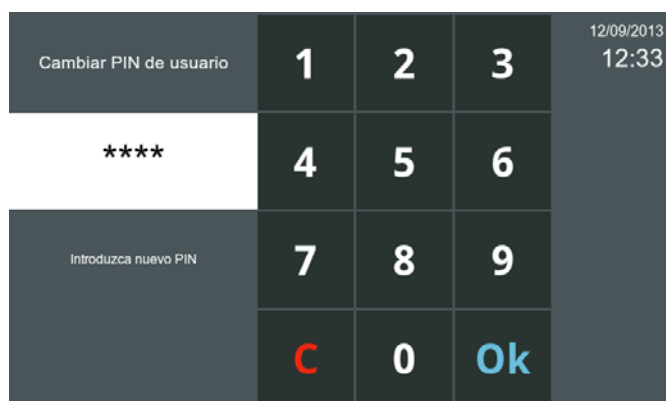 Cambiar PIN de usuario
1 2 3
12/09/2013
12:33
****
4 5 6
Introduzca nuevo PIN
7 8 9
C 0 Ok